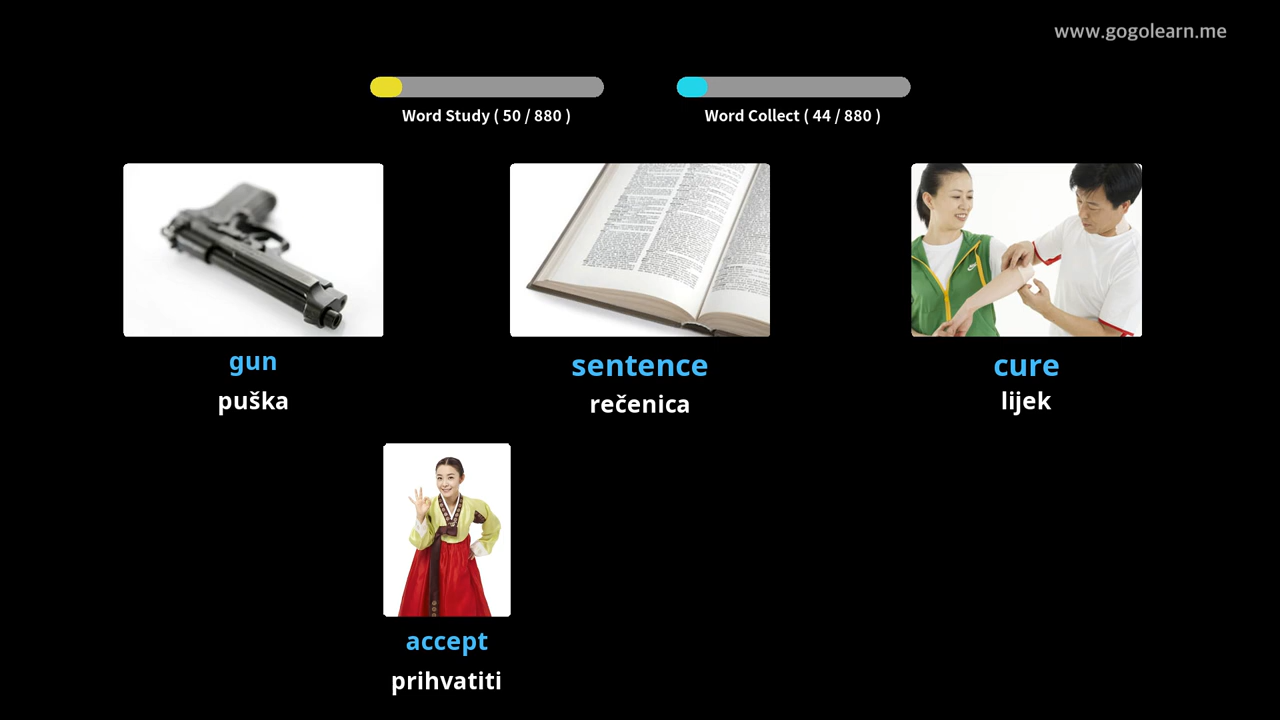 www.gogolearn.me
Word Study ( 50 / 880 )
Word Collect ( 44 / 880 )
gun
puška
sentence
rečenica
cure
lijek
accept
prihvatiti